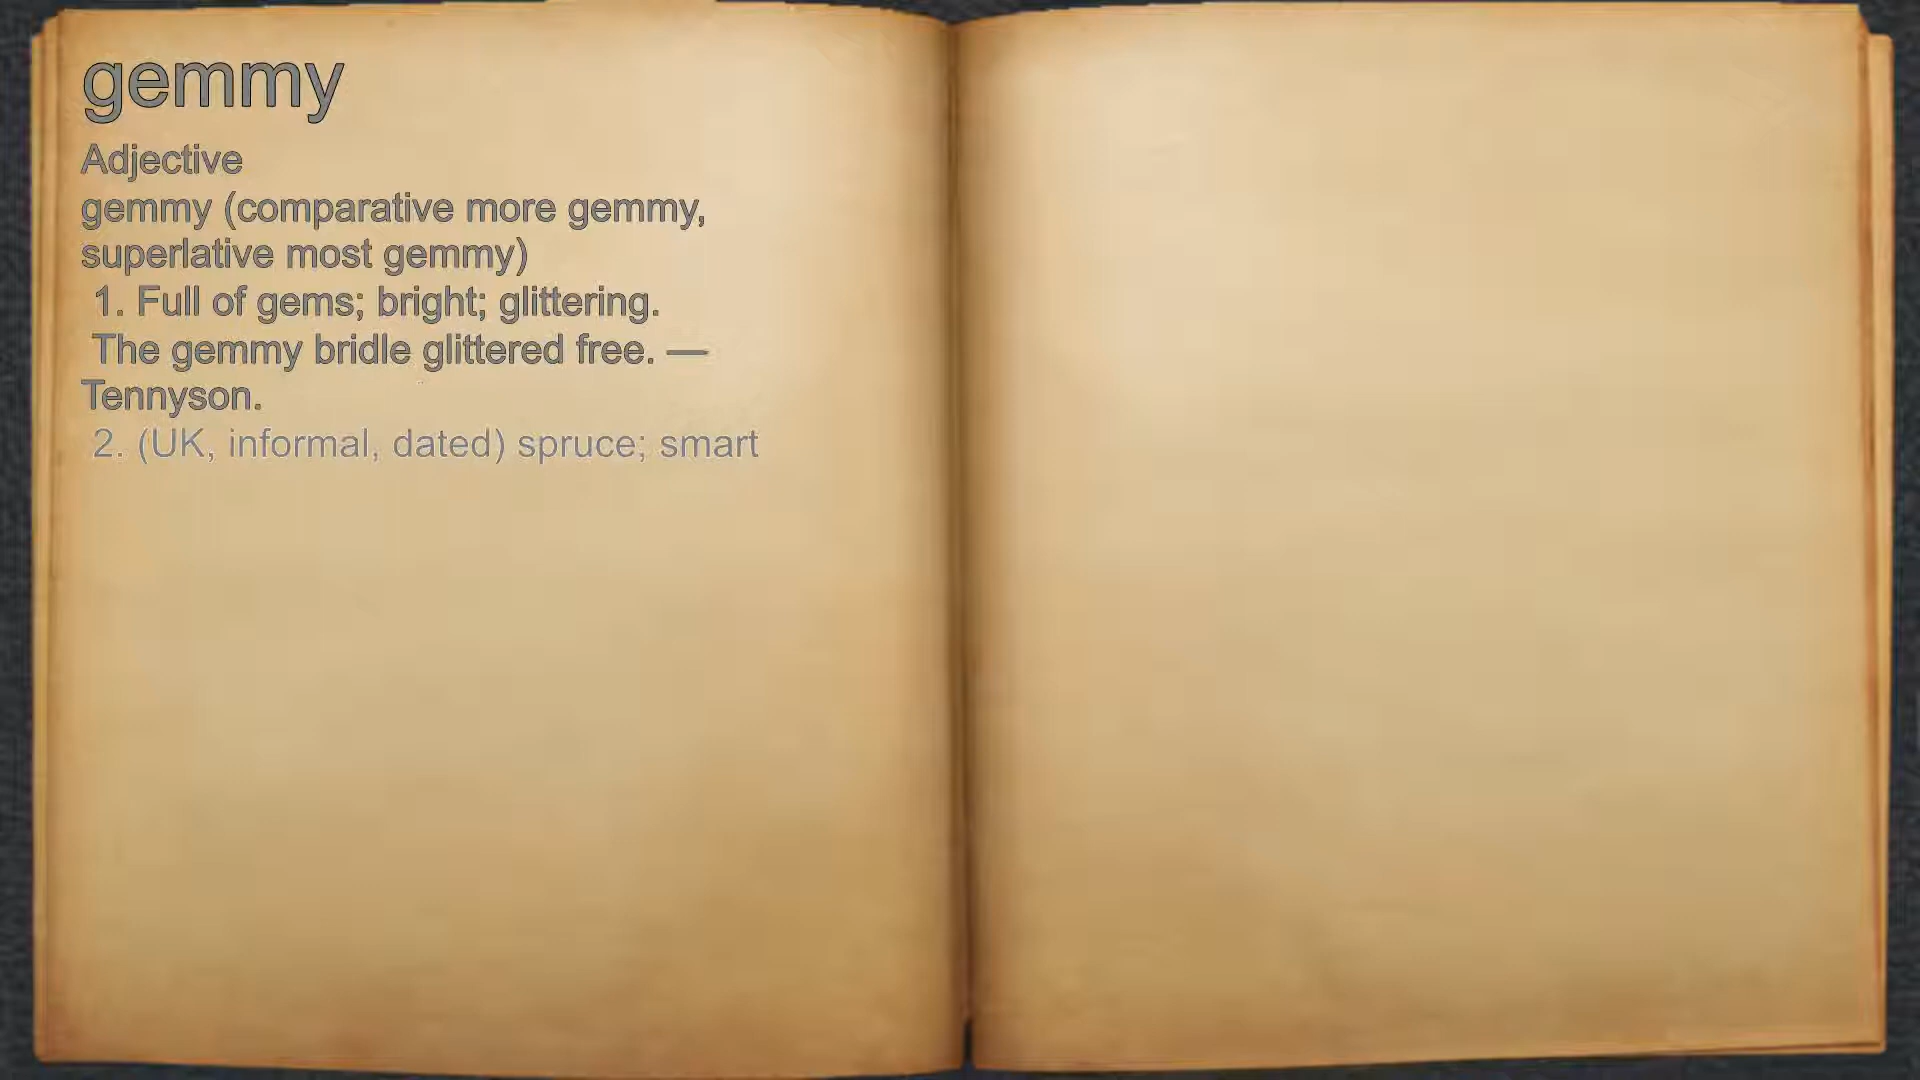 gemmy
Adjective
gemmy (comparative more gemmy,
superlative most gemmy)
1. Full of gems; bright; glittering.
The gemmy bridle glittered free. —
Tennyson.
2. (UK, informal, dated) spruce; smart